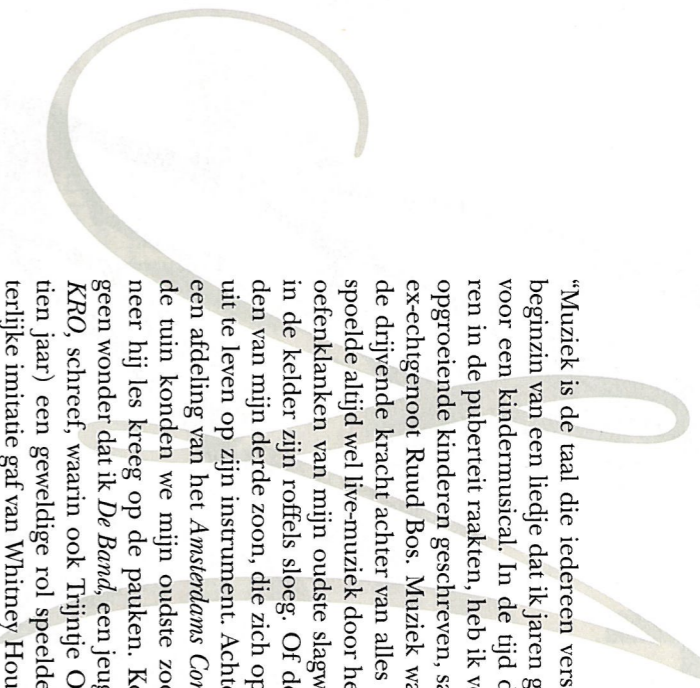 “Muziek is de taal die iedereen vers
beginzin van een liedje dat ik jaren g
voor een kindermusical. In de tijd d
ren in de puberteit raakten, heb ik v
opgroeiende kinderen geschreven, sa
ex-echtgenoot Ruud Bos. Muziek wa
de drijvende kracht achter van alles
spoelde altijd wel live-muziek door he
oefenklanken van mijn oudste slagw
in de kelder zijn roffels sloeg. Of de
den van mijn derde zoon, die zich op
uit te leven op zijn instrument. Achte
een afdeling van het Amsterdams Con
de tuin konden we mijn oudste zoo
neer hij les kreeg op de pauken. Ko
geen wonder dat ik De Band, een jeug
KRO, schreef, waarin ook Trijntje O
tien jaar) een geweldige rol speelde
terlijke imitatie gaf van Whitney Hou